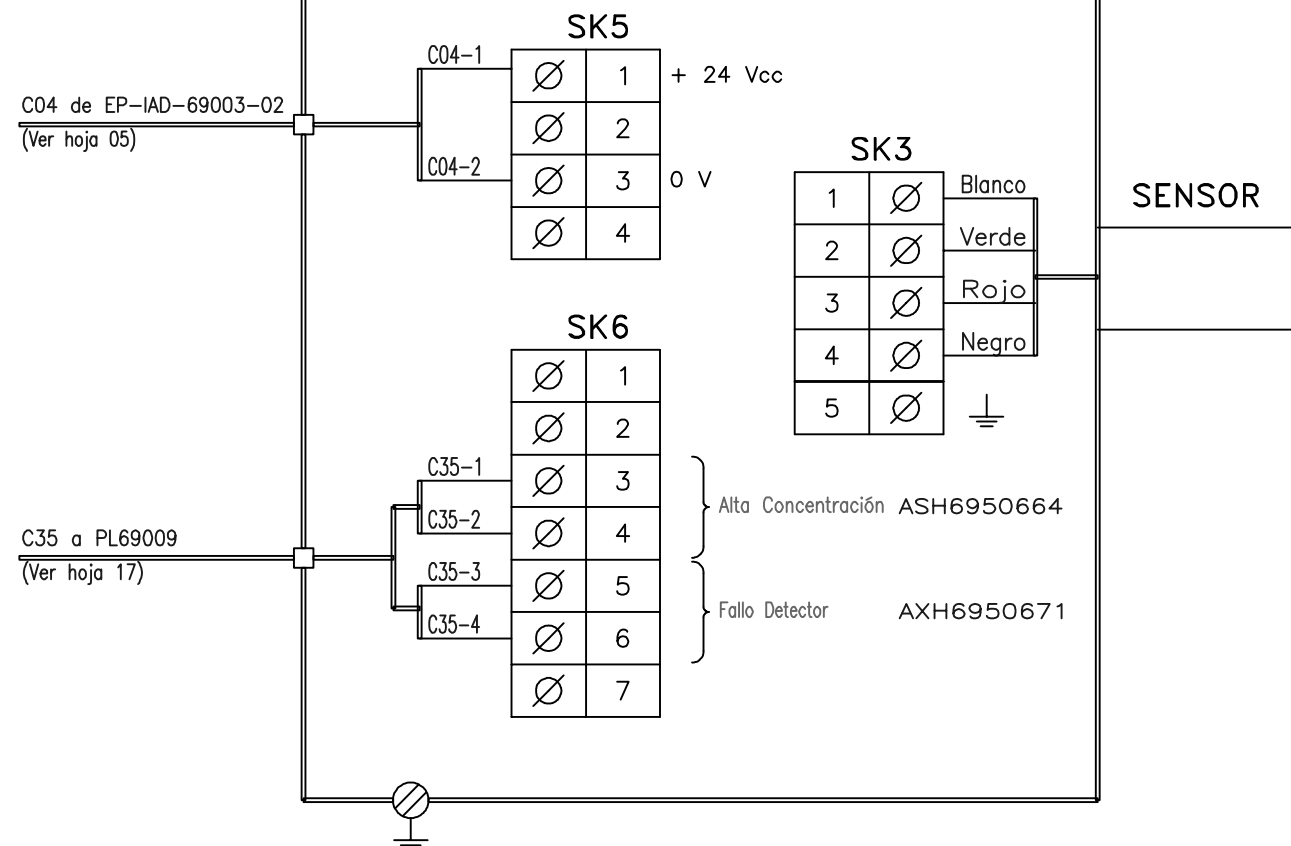 SK5
C04-1
1
+ 24 Vcc
C04 de EP-IAD-69003-02
(Ver hoja 05)
2
C04-2
3
0 V
4
SK3
1
Blanco
SENSOR
2
Verde
3
Rojo
4
Negro
5
SK6
1
2
C35-1
3
Alta Concentración ASH6950664
C35-2
4
C35 a PL69009
(Ver hoja 17)
C35-3
5
Fallo Detector AXH6950671
C35-4
6
7